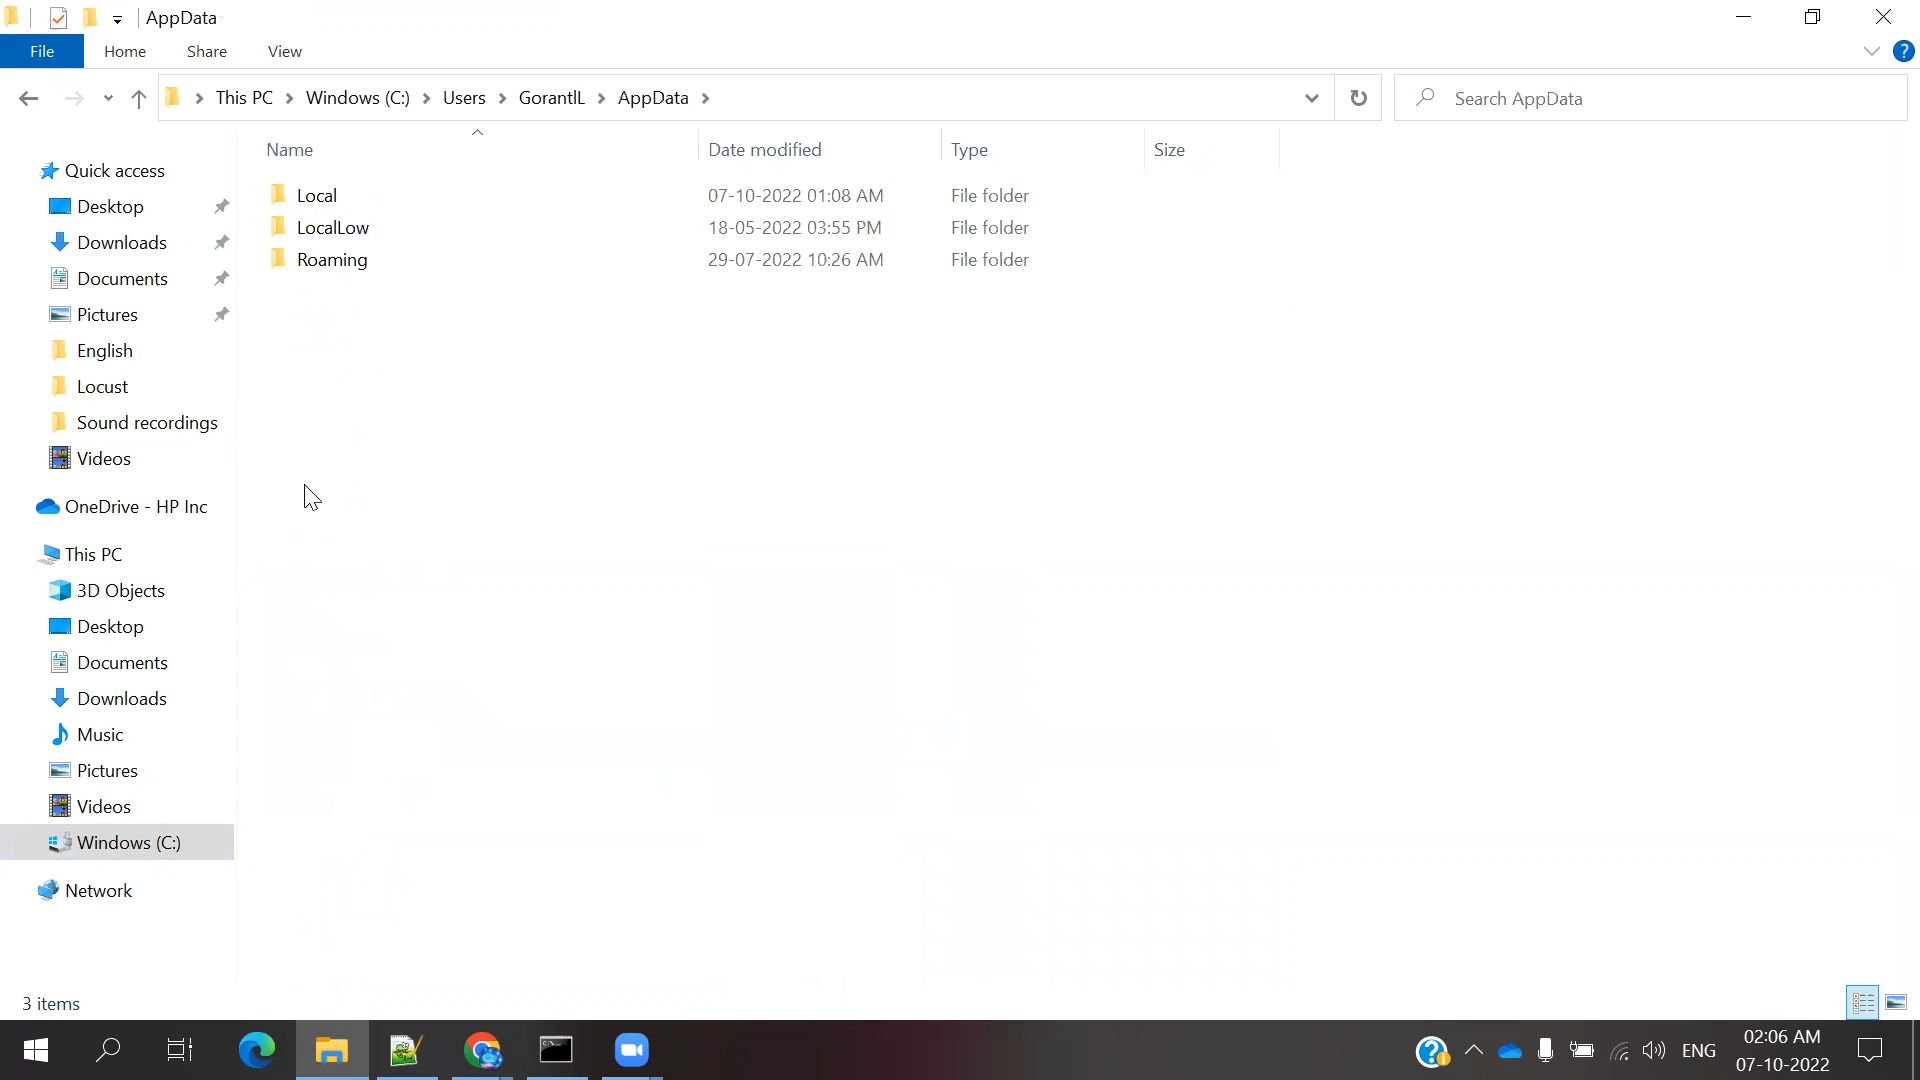 AppData
File Home Share View
This PC Windows (C:) Users GorantlL AppData
Search AppData
Name Date modified Type Size
Local 07-10-2022 01:08 AM File folder
LocalLow 18-05-2022 03:55 PM File folder
Roaming 29-07-2022 10:26 AM File folder
Quick access
Desktop
Downloads
Documents
Pictures
English
Locust
Sound recordings
Videos
OneDrive - HP Inc
This PC
3D Objects
Desktop
Documents
Downloads
Music
Pictures
Videos
Windows (C:)
Network
3 items
ENG
02:06 AM
07-10-2022